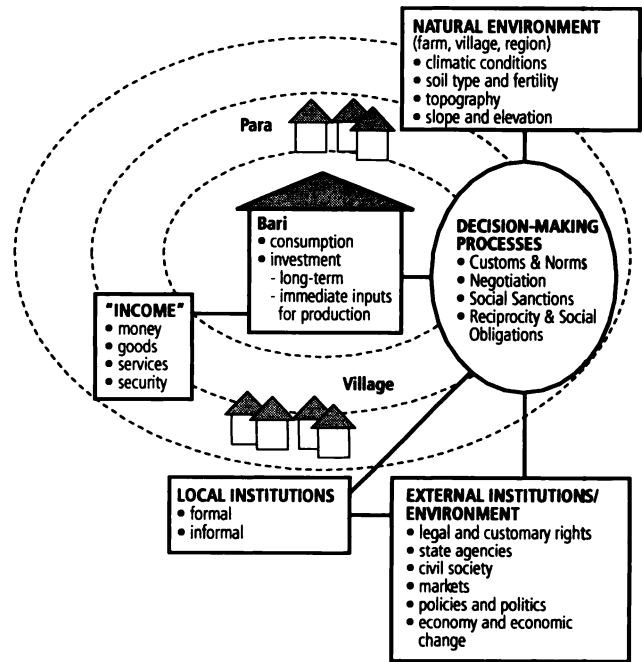 NATURAL ENVIRONMENT
(farm, village, region)
• climatic conditions
• soil type and fertility
• topography
• slope and elevation
Para
Bari
• consumption
• investment
- long-term
- immediate inputs
for production
DECISION-MAKING
PROCESSES
• Customs & Norms
• Negotiation
• Social Sanctions
• Reciprocity & Social
Obligations
"INCOME"
• money
• goods
• services
• security
Village
LOCAL INSTITUTIONS
• formal
• informal
EXTERNAL INSTITUTIONS/
ENVIRONMENT
• legal and customary rights
• state agencies
• civil society
• markets
• policies and politics
• economy and economic
change